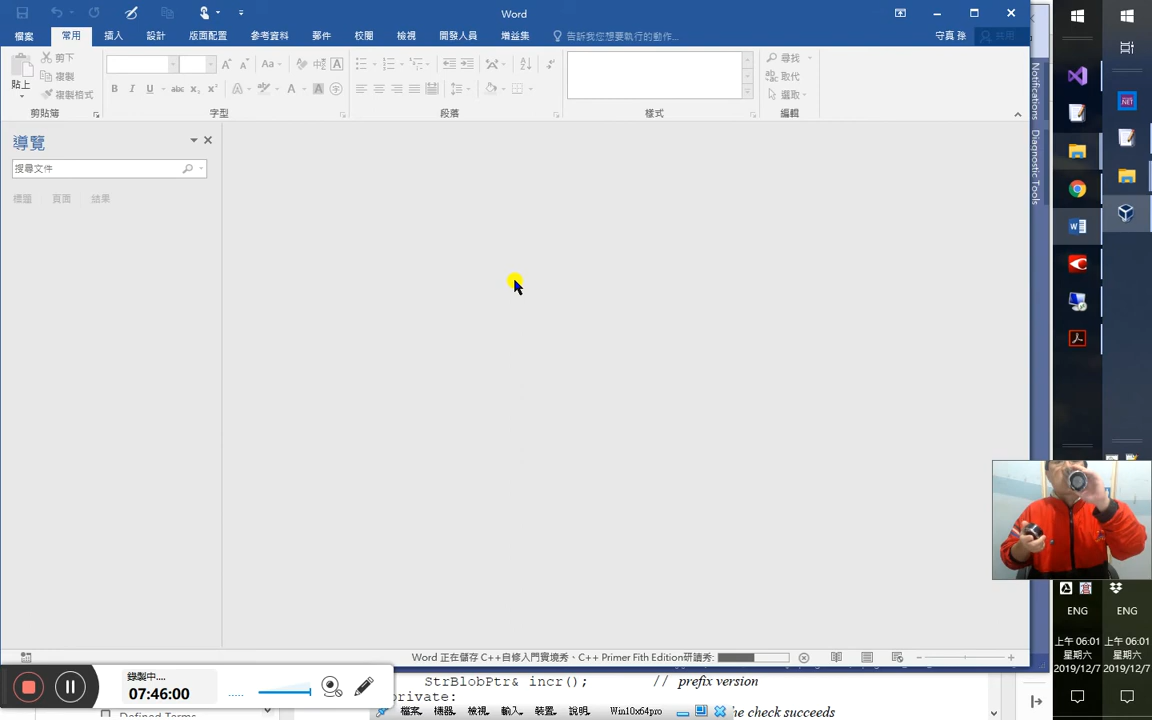 Word
檔案 常用 插入 設計 版面配置 參考資料 郵件 校閱 檢視 開發人員 增益集 告訴我您想要執行的動作... 守真 孫 共用
貼上
剪下
複製
複製格式
剪貼簿 字型 段落 樣式 編輯
尋找
取代
選取
Notifications
Diagnostic Tools
導覽
搜尋文件
標題 頁面 結果
Word 正在儲存 C++自修入門實境秀、C++ Primer Fith Edition研讀秀:
錄製中....
07:46:00
StrBlobPtr& incr(); // prefix version
private:
檔案 機器 檢視 輸入 裝置 說明 Win10x64pro he check succeeds
Defined Terms
ENG ENG
上午 06:01 上午 06:01
星期六 星期六
2019/12/7 2019/12/7